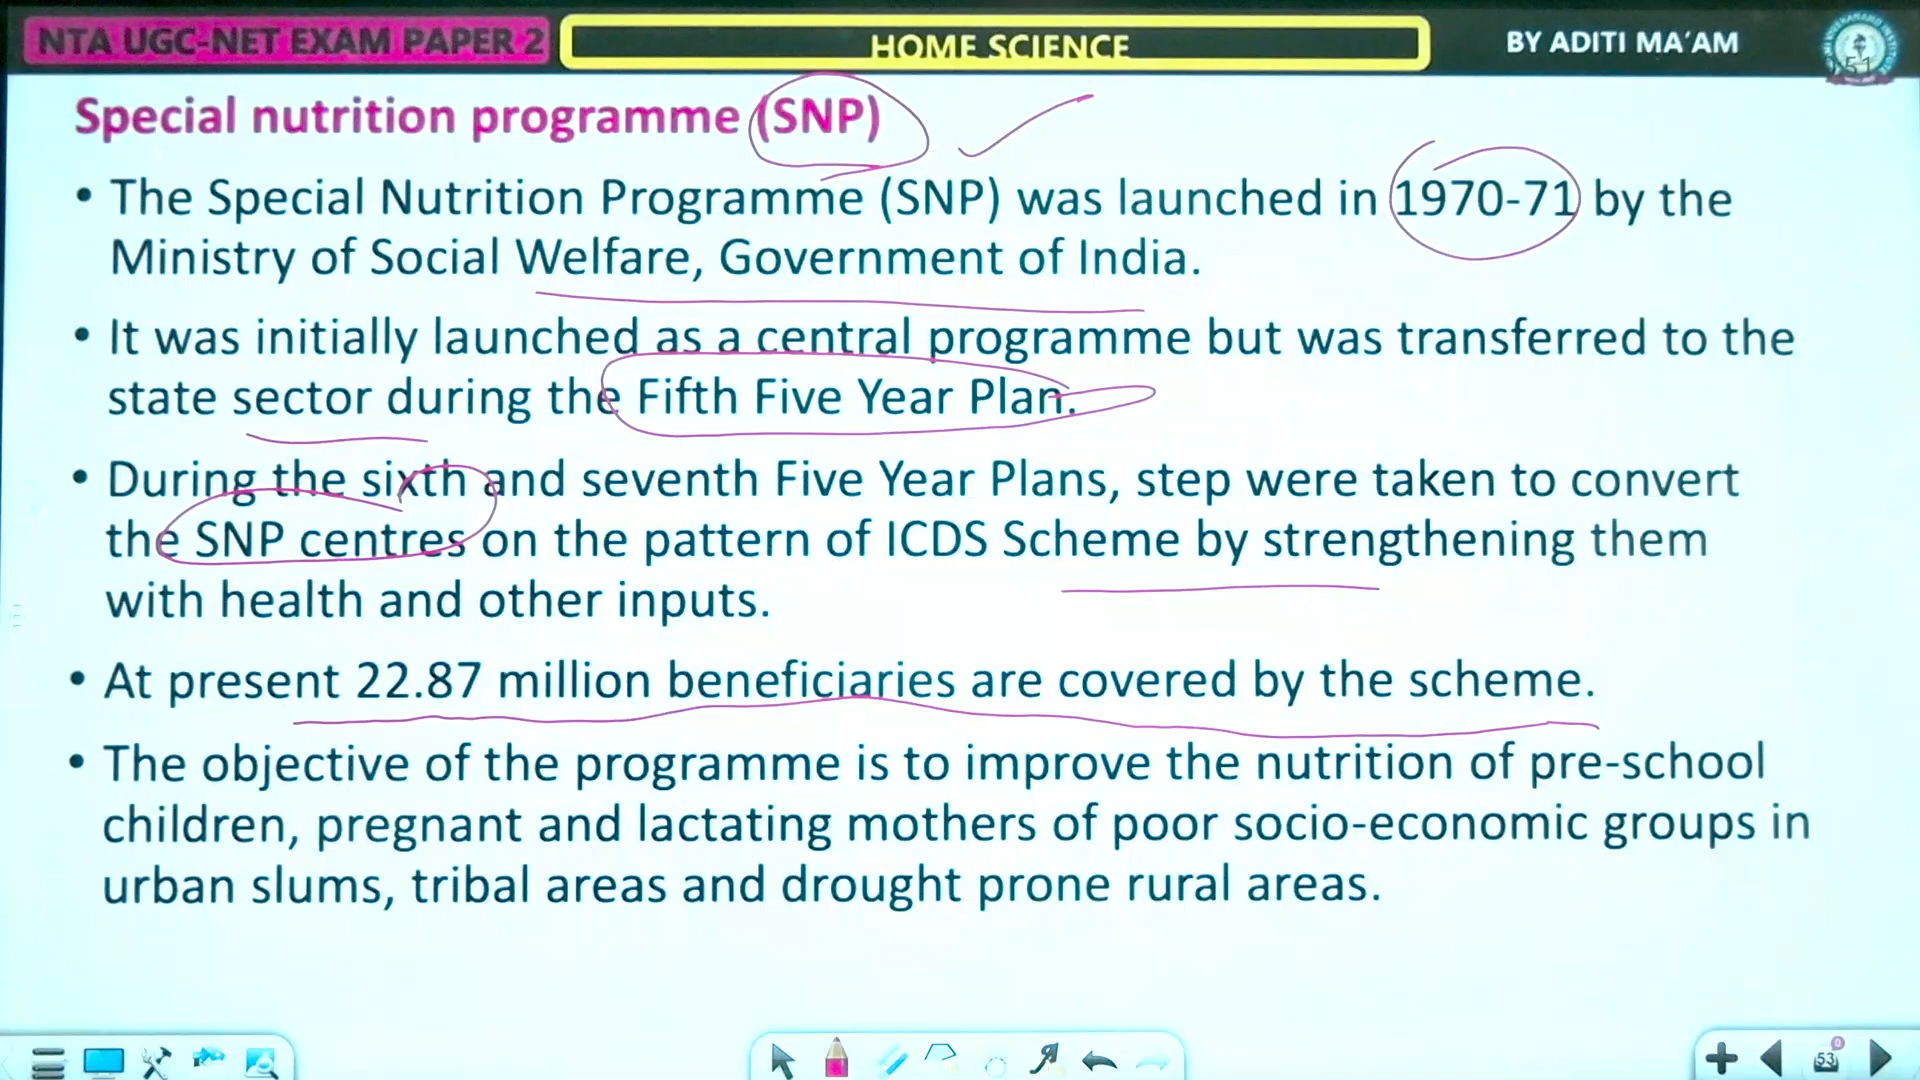 NTA UGC-NET EXAM PAPER 2
HOME SCIENCE
BY ADITI MA'AM
51
Special nutrition programme (SNP)
• The Special Nutrition Programme (SNP) was launched in 1970-71 by the
Ministry of Social Welfare, Government of India.
• It was initially launched as a central programme but was transferred to the
state sector during the Fifth Five Year Plan.
• During the sixth and seventh Five Year Plans, step were taken to convert
the SNP centres on the pattern of ICDS Scheme by strengthening them
with health and other inputs.
• At present 22.87 million beneficiaries are covered by the scheme.
• The objective of the programme is to improve the nutrition of pre-school
children, pregnant and lactating mothers of poor socio-economic groups in
urban slums, tribal areas and drought prone rural areas.
53
0